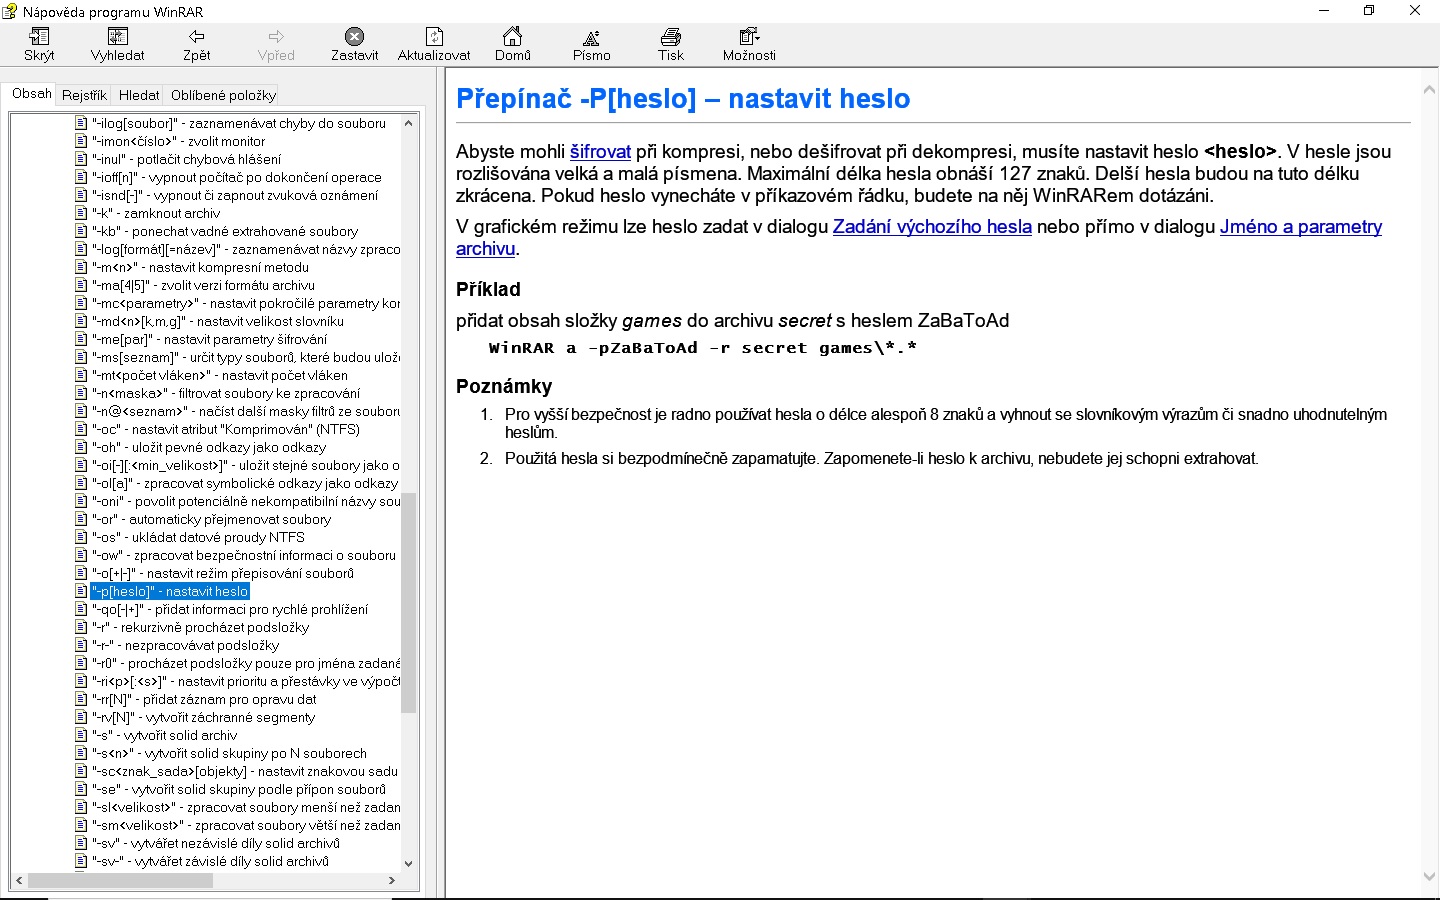 Nápověda programu WinRAR
Skrýt Vyhledat Zpět Vpřed Zastavit Aktualizovat Domů Písmo Tisk Možnosti
Obsah Rejstřík Hledat Oblíbené položky
"-ilog[soubor]" - zaznamenávat chyby do souboru
"-imon<číslo>" - zvolit monitor
"-inul" - potlačit chybová hlášení
"-ioff[n]" - vypnout počítač po dokončení operace
"-isnd[-]" - vypnout či zapnout zvuková oznámení
"-k" - zamknout archiv
"-kb" - ponechat vadné extrahované soubory
"-log[formát][=název]" - zaznamenávat názvy zpraco
"-m<n>" - nastavit kompresní metodu
"-ma[4|5]" - zvolit verzi formátu archivu
"-mc<parametry>" - nastavit pokročilé parametry kor
"-md<n>[k,m,g]" - nastavit velikost slovníku
"-me[par]" - nastavit parametry šifrování
"-ms[seznam]" - určit typy souborů, které budou ulože
"-mt<počet vláken>" - nastavit počet vláken
"-n<maska>" - filtrovat soubory ke zpracování
"-n@<seznam>" - načíst další masky filtrů ze souboru
"-oc" - nastavit atribut "Komprimován" (NTFS)
"-oh" - uložit pevné odkazy jako odkazy
"-oi[-][:<min_velikost>]" - uložit stejné soubory jako o
"-ol[a]" - zpracovat symbolické odkazy jako odkazy
"-oni" - povolit potenciálně nekompatibilní názvy sou
"-or" - automaticky přejmenovat soubory
"-os" - ukládat datové proudy NTFS
"-ow" - zpracovat bezpečnostní informaci o souboru
"-o[+|-]" - nastavit režim přepisování souborů
"-p[heslo]" - nastavit heslo
"-qo[-|+]" - přidat informaci pro rychlé prohlížení
"-r" - rekurzivně procházet podsložky
"-r-" - nezpracovávat podsložky
"-r0" - procházet podsložky pouze pro jména zadaná
"-ri<p>[:<s>]" - nastavit prioritu a přestávky ve výpočt
"-rr[N]" - přidat záznam pro opravu dat
"-rv[N]" - vytvořit záchranné segmenty
"-s" - vytvořit solid archiv
"-s<n>" - vytvořit solid skupiny po N souborech
"-sc<znak_sada>[objekty] - nastavit znakovou sadu
"-se" - vytvořit solid skupiny podle přípon souborů
"-sl<velikost>" - zpracovat soubory menší než zadan
"-sm<velikost>" - zpracovat soubory větší než zadan
"-sv" - vytvářet nezávislé díly solid archivů
"-sv-" - vytvářet závislé díly solid archivů
Přepínač -P[heslo] – nastavit heslo
Abyste mohli šifrovat při kompresi, nebo dešifrovat při dekompresi, musíte nastavit heslo <heslo>. V hesle jsou
rozlišována velká a malá písmena. Maximální délka hesla obnáší 127 znaků. Delší hesla budou na tuto délku
zkrácena. Pokud heslo vynecháte v příkazovém řádku, budete na něj WinRARem dotázáni.
V grafickém režimu lze heslo zadat v dialogu Zadání výchozího hesla nebo přímo v dialogu Jméno a parametry
archivu.
Příklad
přidat obsah složky games do archivu secret s heslem ZaBaToAd
WinRAR a -pZaBaToAd -r secret games\*.*
Poznámky
1. Pro vyšší bezpečnost je radno používat hesla o délce alespoň 8 znaků a vyhnout se slovníkovým výrazům či snadno uhodnutelným
heslům.
2. Použitá hesla si bezpodmínečně zapamatujte. Zapomenete-li heslo k archivu, nebudete jej schopni extrahovat.